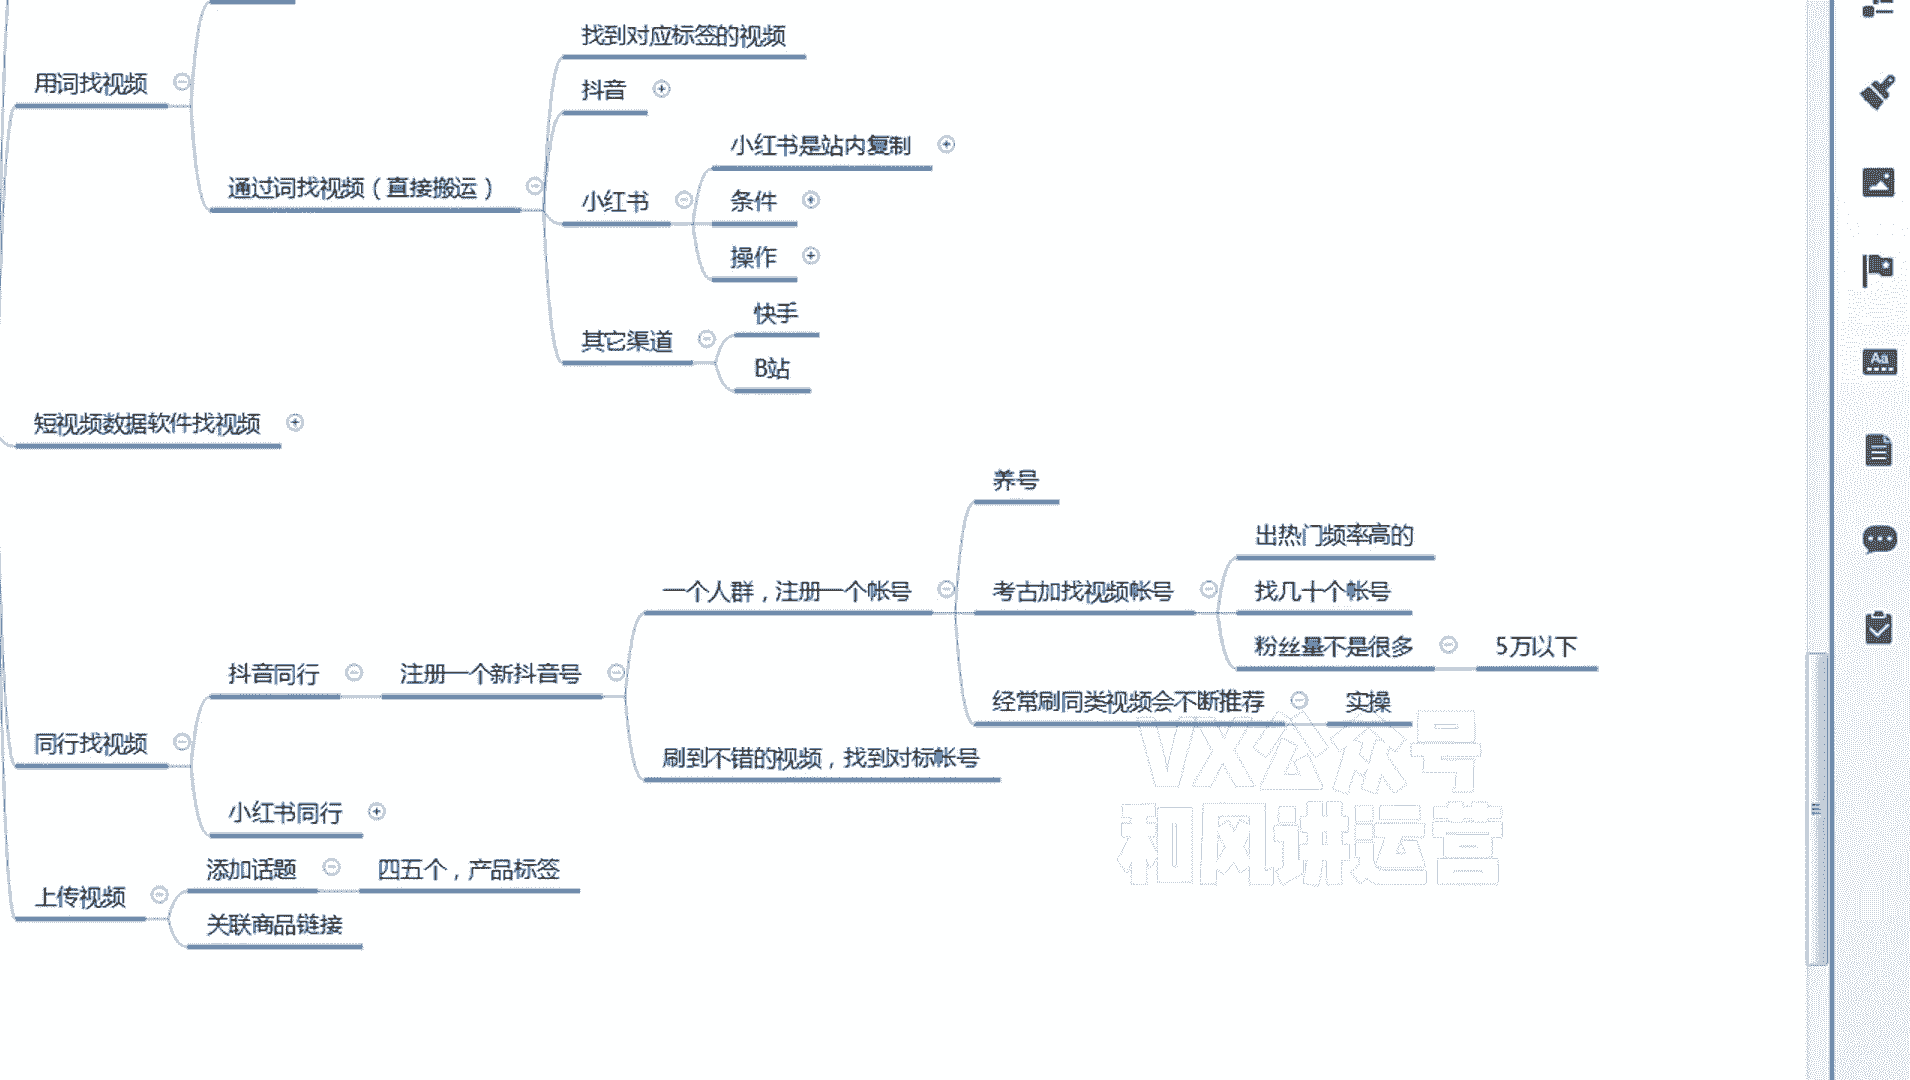 找到对应标签的视频
用词找视频
抖音
小红书是站内复制
通过词找视频（直接搬运）
小红书
条件
操作
快手
其它渠道
B站
短视频数据软件找视频
养号
出热门频率高的
一个人群，注册一个帐号
考古加找视频帐号
找几十个帐号
粉丝量不是很多
5万以下
抖音同行
注册一个新抖音号
经常刷同类视频会不断推荐
实操
同行找视频
刷到不错的视频，找到对标帐号
小红书同行
添加话题
四五个，产品标签
上传视频
关联商品链接
VX公众号
和风讲运营
Aa